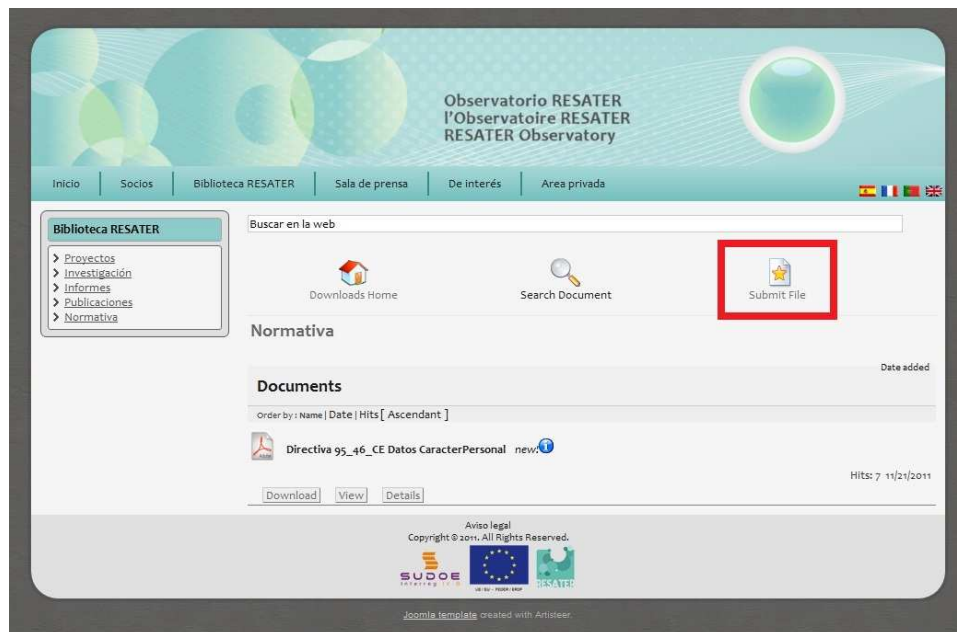 Observatorio RESATER
l'Observatoire RESATER
RESATER Observatory
Inicio
Socios
Biblioteca RESATER
Sala de prensa
De interés
Area privada
Biblioteca RESATER
Proyectos
Investigación
Informes
Publicaciones
Normativa
Buscar en la web
Downloads Home
Search Document
Submit File
Normativa
Date added
Documents
Order by : Name | Date | Hits [ Ascendant ]
Directiva 95_46_CE Datos CaracterPersonal new!
Hits: 7 11/21/2011
Download View Details
Aviso legal
Copyright © 2011. All Rights Reserved.
SUDOE
RESATER
Joomla template created with Artisteer.